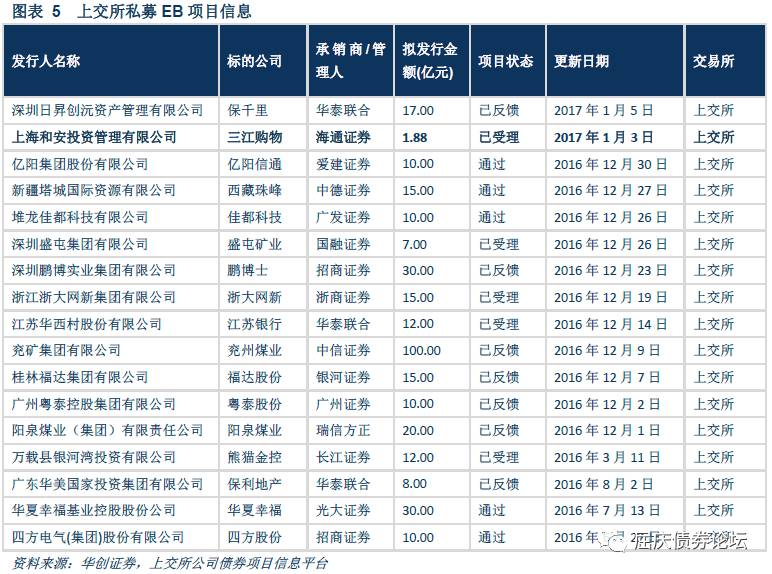 图表 5 上交所私募 EB 项目信息
发行人名称 标的公司 承销商/管理人 拟发行金额(亿元) 项目状态 更新日期 交易所
深圳日昇创沅资产管理有限公司 保千里 华泰联合 17.00 已反馈 2017 年 1 月 5 日 上交所
上海和安投资管理有限公司 三江购物 海通证券 1.88 已受理 2017 年 1 月 3 日 上交所
亿阳集团股份有限公司 亿阳信通 爱建证券 10.00 通过 2016 年 12 月 30 日 上交所
新疆塔城国际资源有限公司 西藏珠峰 中德证券 15.00 通过 2016 年 12 月 27 日 上交所
堆龙佳都科技有限公司 佳都科技 广发证券 10.00 通过 2016 年 12 月 26 日 上交所
深圳盛屯集团有限公司 盛屯矿业 国融证券 7.00 已受理 2016 年 12 月 26 日 上交所
深圳鹏博实业集团有限公司 鹏博士 招商证券 30.00 已反馈 2016 年 12 月 23 日 上交所
浙江浙大网新集团有限公司 浙大网新 浙商证券 15.00 已受理 2016 年 12 月 19 日 上交所
江苏华西村股份有限公司 江苏银行 华泰联合 12.00 已受理 2016 年 12 月 14 日 上交所
兖矿集团有限公司 兖州煤业 中信证券 100.00 已反馈 2016 年 12 月 9 日 上交所
桂林福达集团有限公司 福达股份 银河证券 15.00 已反馈 2016 年 12 月 7 日 上交所
广州粤泰控股集团有限公司 粤泰股份 广州证券 10.00 已反馈 2016 年 12 月 2 日 上交所
阳泉煤业（集团）有限责任公司 阳泉煤业 瑞信方正 20.00 已反馈 2016 年 12 月 1 日 上交所
万载县银河湾投资有限公司 熊猫金控 长江证券 12.00 已受理 2016 年 3 月 11 日 上交所
广东华美国家投资集团有限公司 保利地产 华泰联合 8.00 已反馈 2016 年 8 月 2 日 上交所
华夏幸福基业控股股份公司 华夏幸福 光大证券 30.00 通过 2016 年 7 月 13 日 上交所
四方电气(集团)股份有限公司 四方股份 招商证券 10.00 通过 2016 年 上交所
债券论坛
资料来源：华创证券，上交所公司债券项目信息平台